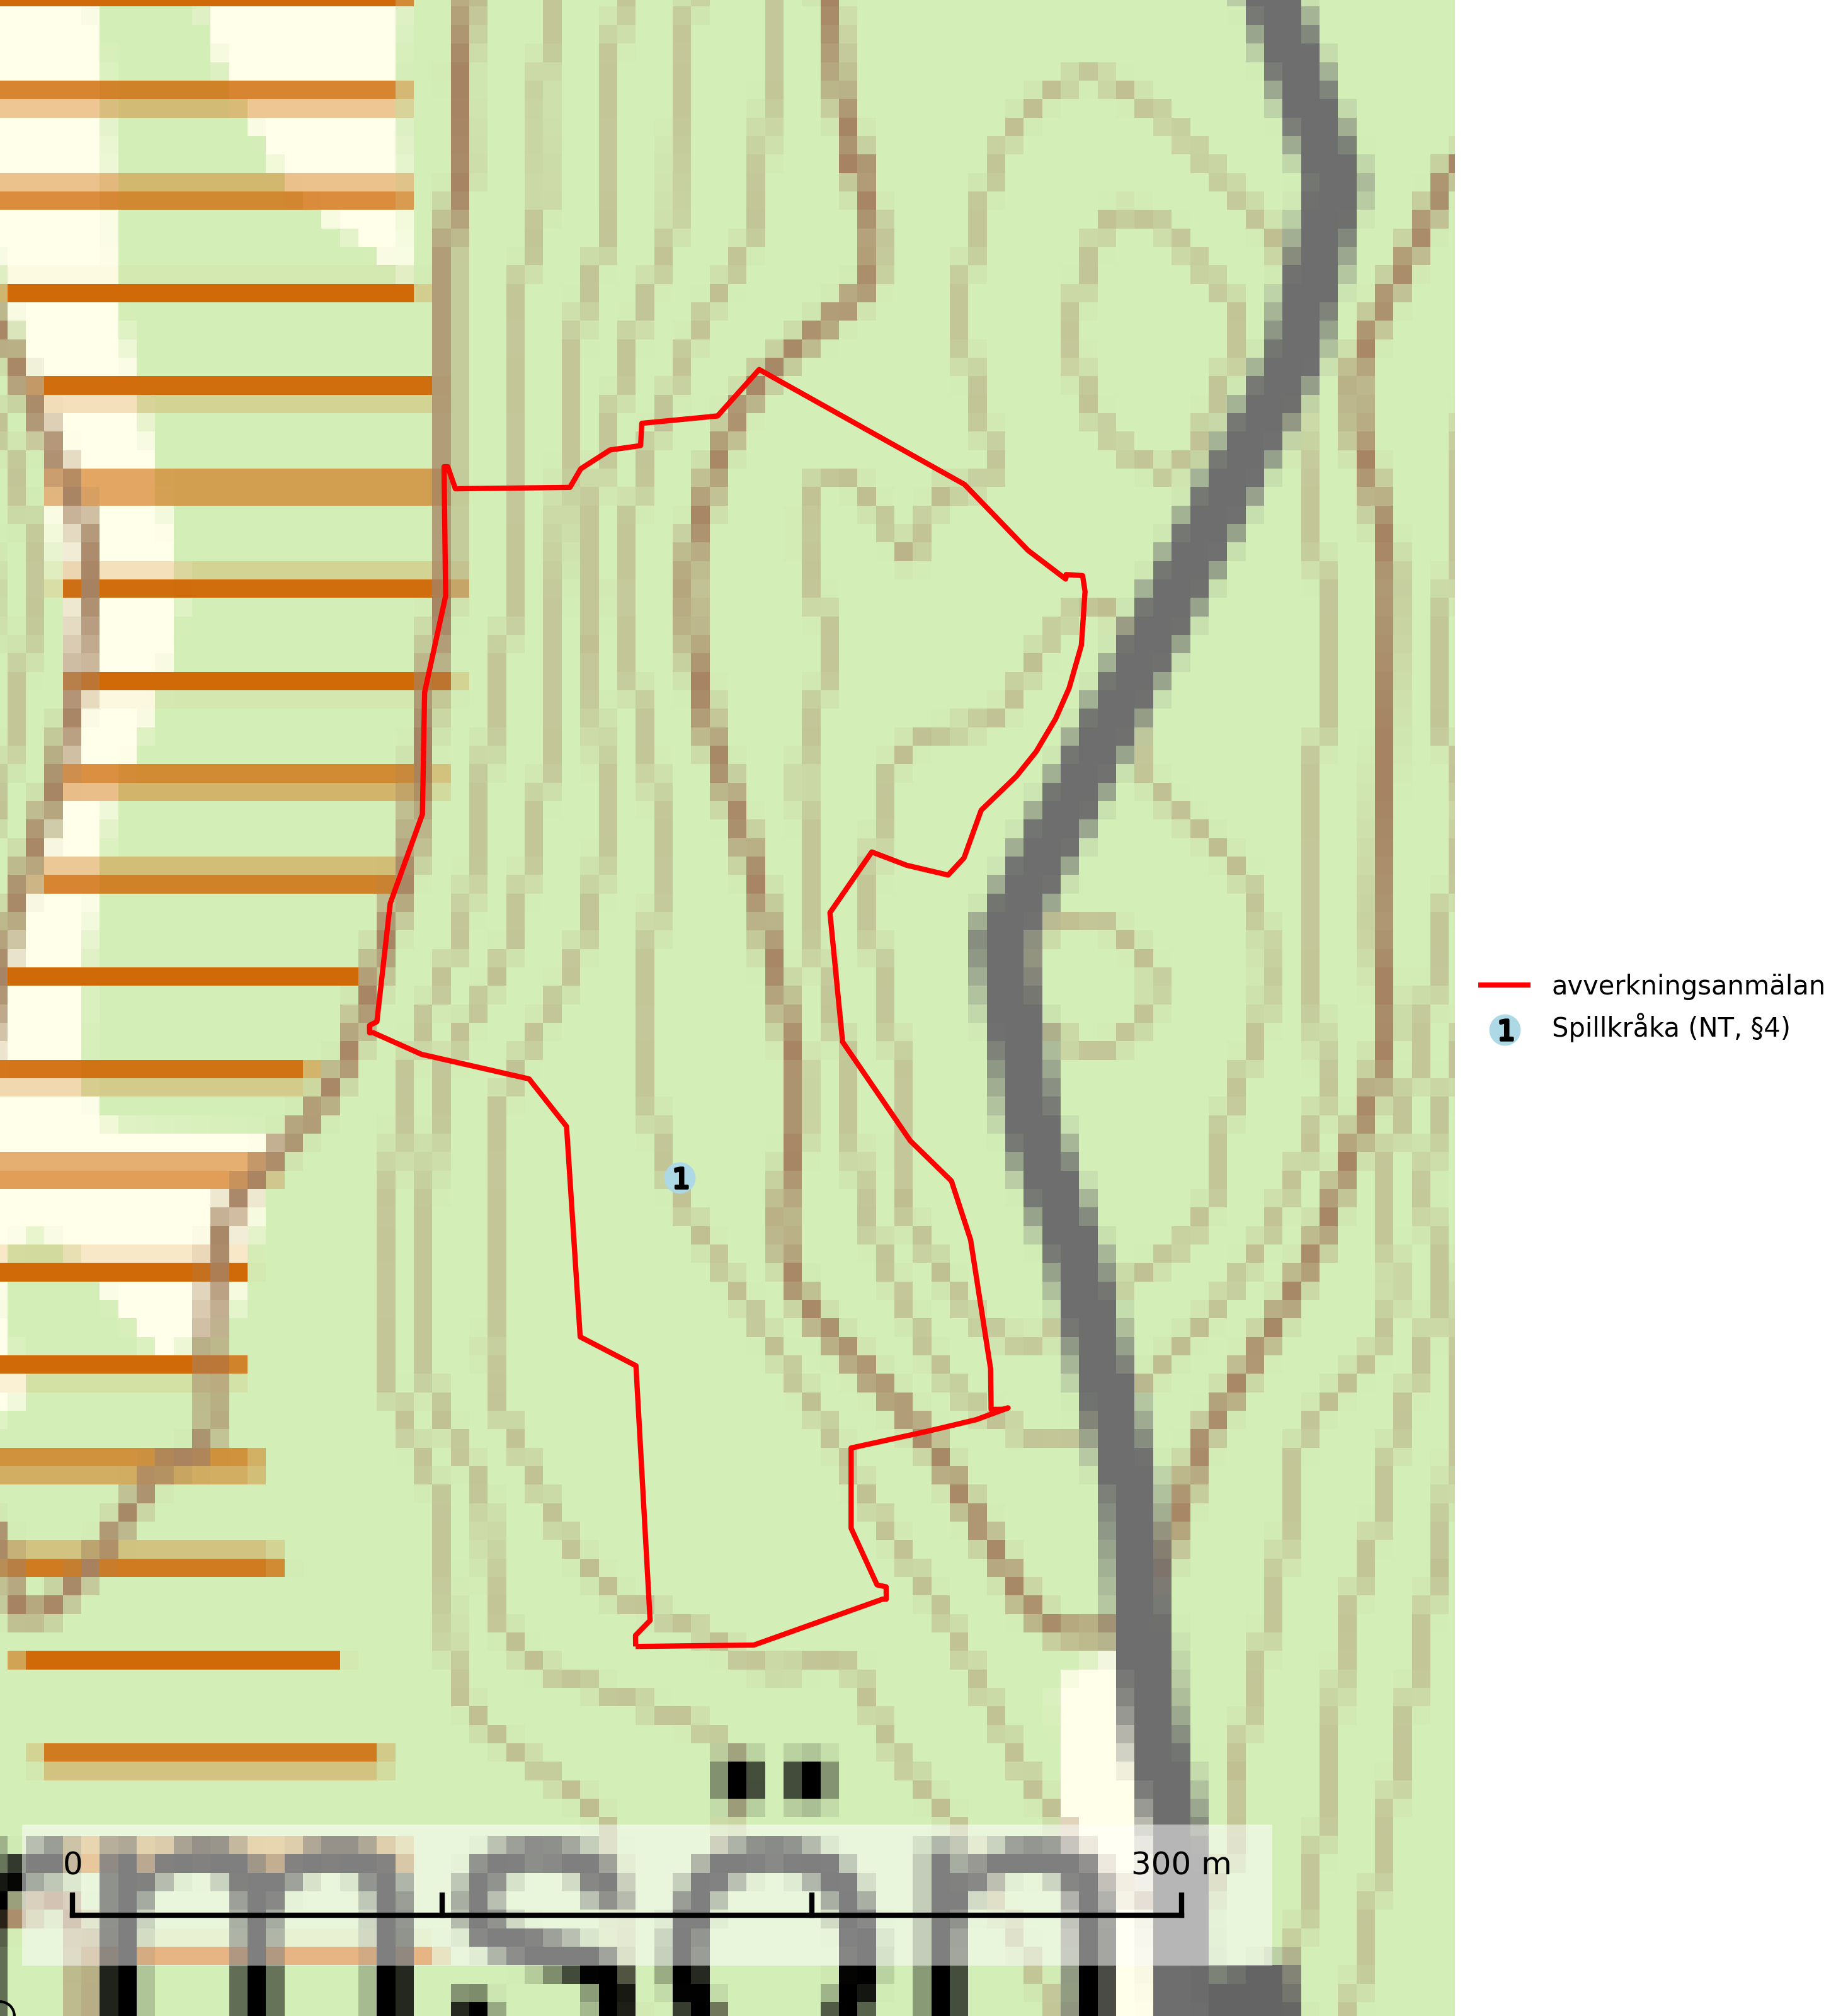 avverkningsanmälan
1 Spillkråka (NT, §4)
1
0 300 m